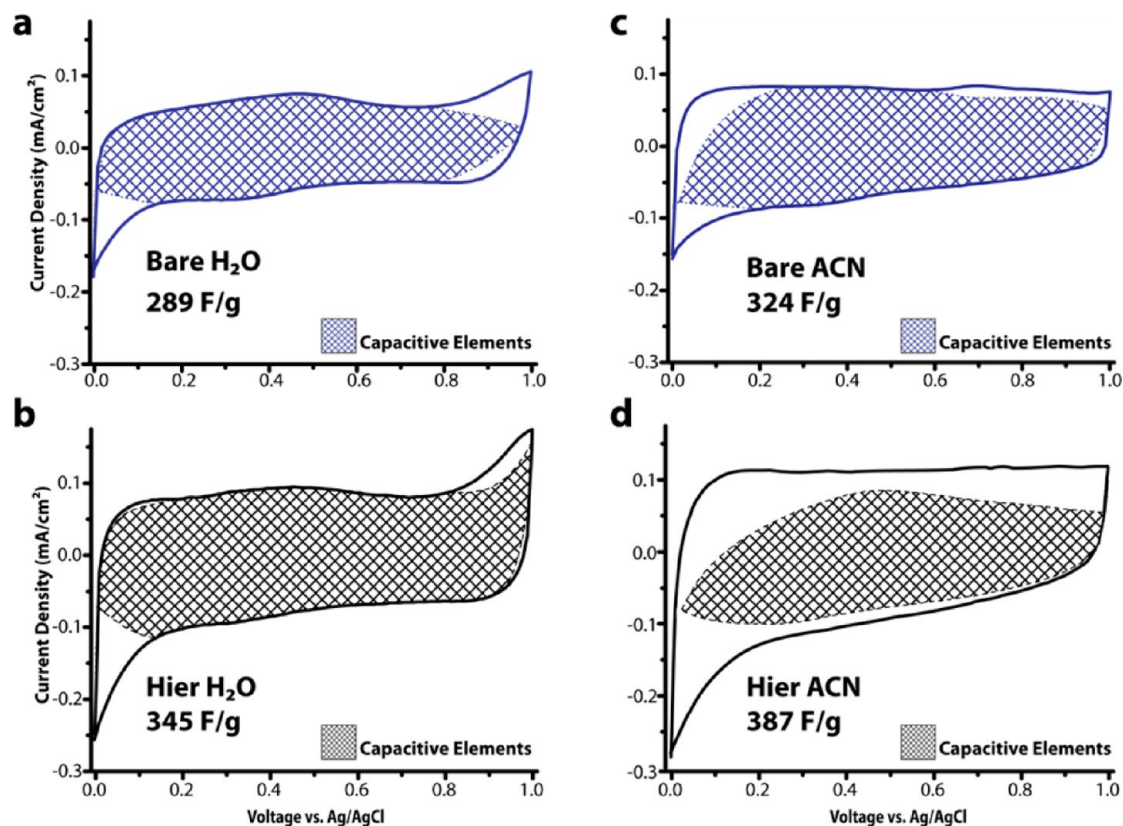 a
Current Density (mA/cm²)
0.1
0.0
-0.1
-0.2
-0.3
Bare H₂O
289 F/g
Capacitive Elements
0.0 0.2 0.4 0.6 0.8 1.0
c
0.1
0.0
-0.1
-0.2
-0.3
Bare ACN
324 F/g
Capacitive Elements
0.0 0.2 0.4 0.6 0.8 1.0
b
Current Density (mA/cm²)
0.1
0.0
-0.1
-0.2
-0.3
Hier H₂O
345 F/g
Capacitive Elements
0.0 0.2 0.4 0.6 0.8 1.0
Voltage vs. Ag/AgCl
d
0.1
0.0
-0.1
-0.2
-0.3
Hier ACN
387 F/g
Capacitive Elements
0.0 0.2 0.4 0.6 0.8 1.0
Voltage vs. Ag/AgCl